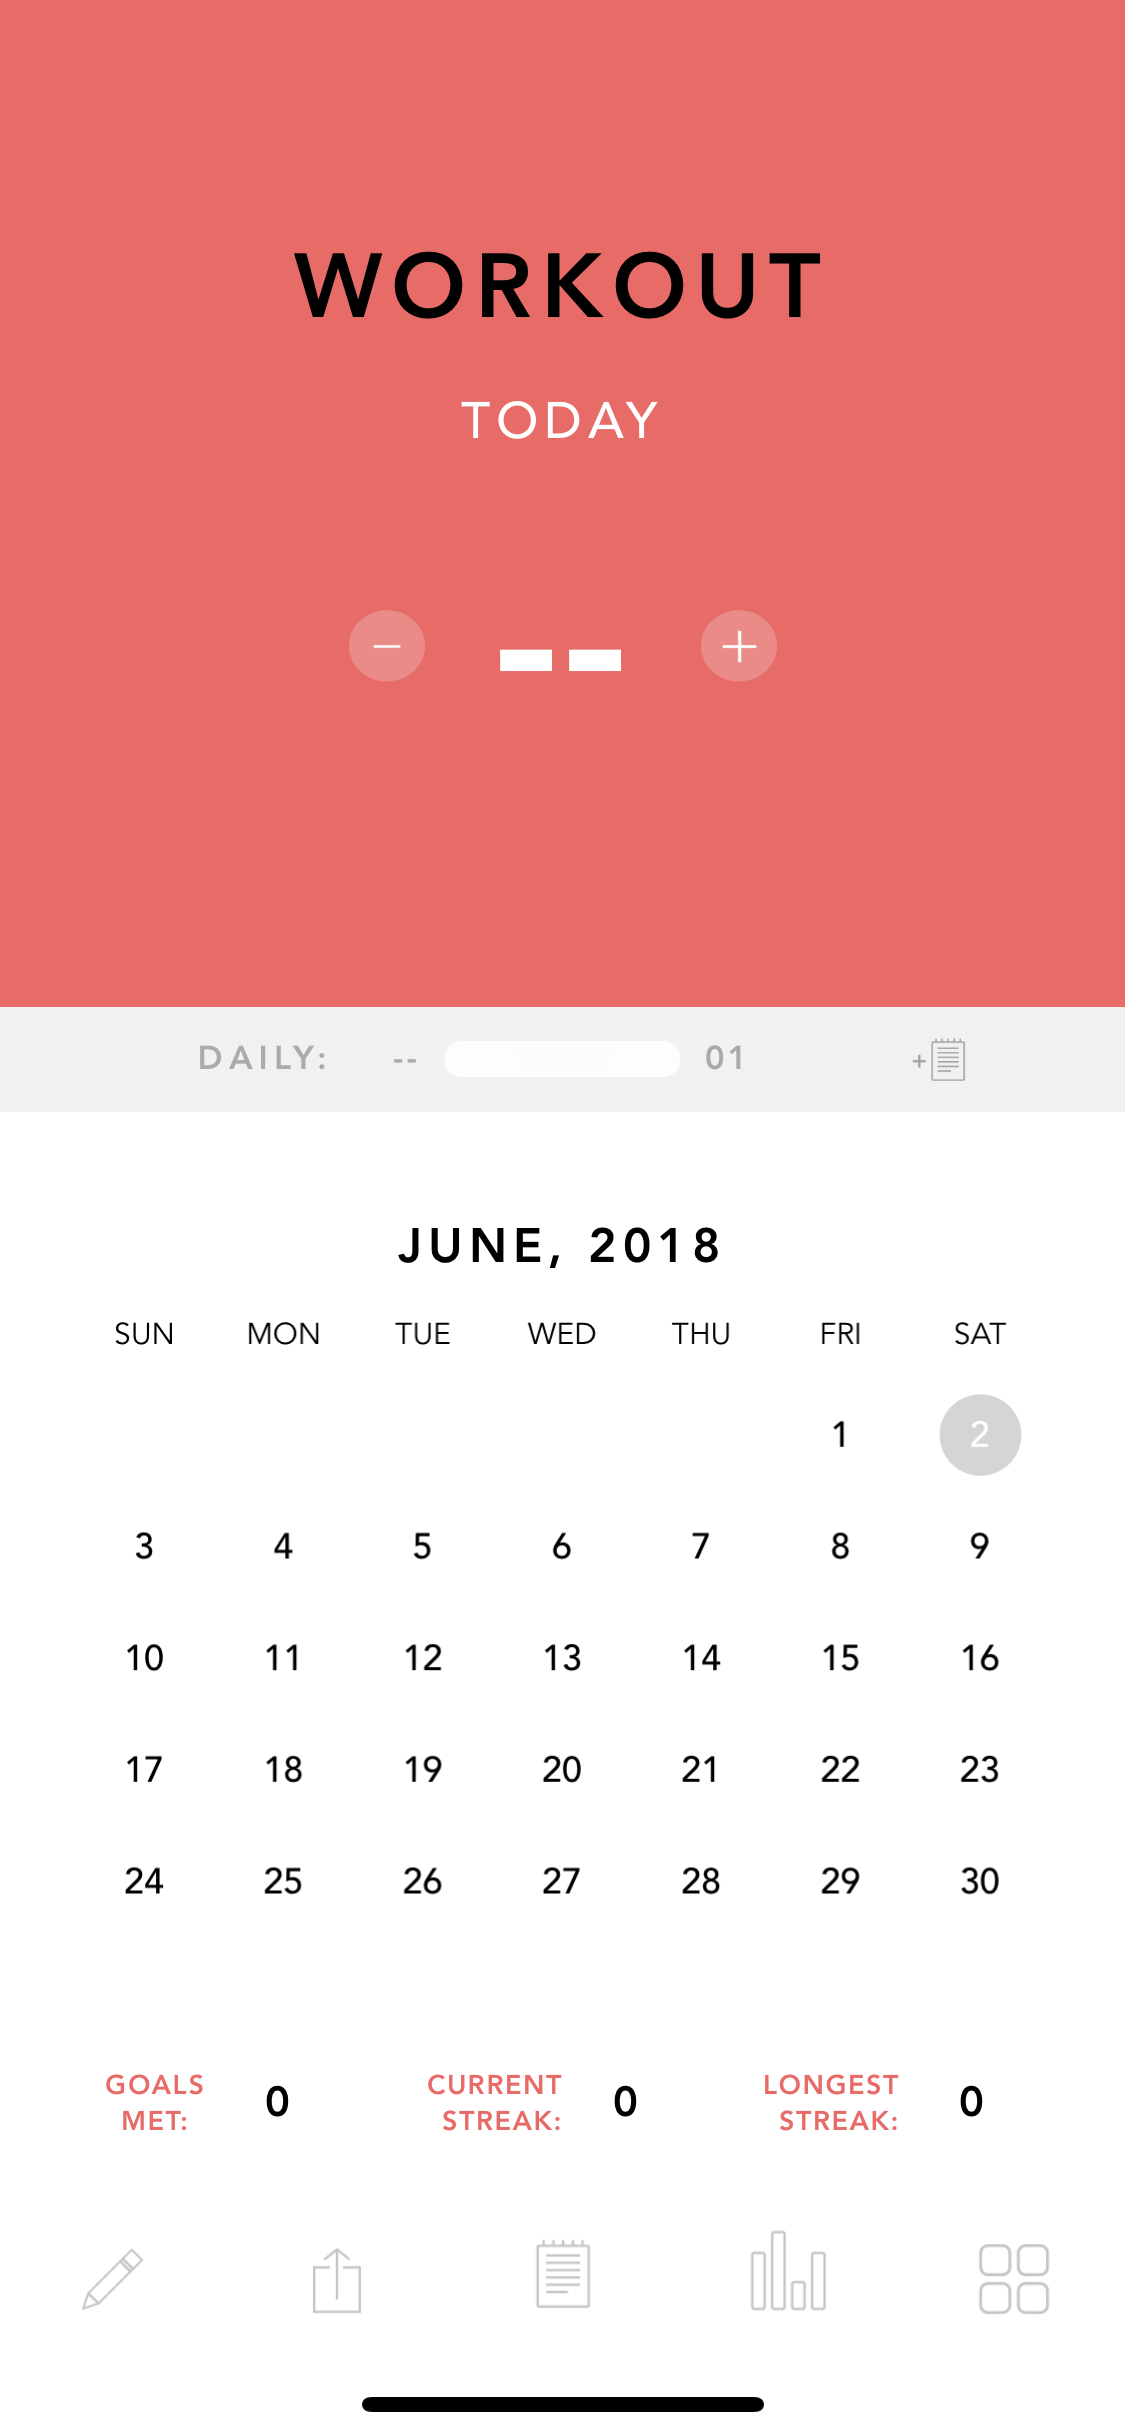 WORKOUT
TODAY
− -- +
DAILY: -- 01 +
JUNE, 2018
SUN MON TUE WED THU FRI SAT
1 2
3 4 5 6 7 8 9
10 11 12 13 14 15 16
17 18 19 20 21 22 23
24 25 26 27 28 29 30
GOALS MET: 0
CURRENT STREAK: 0
LONGEST STREAK: 0